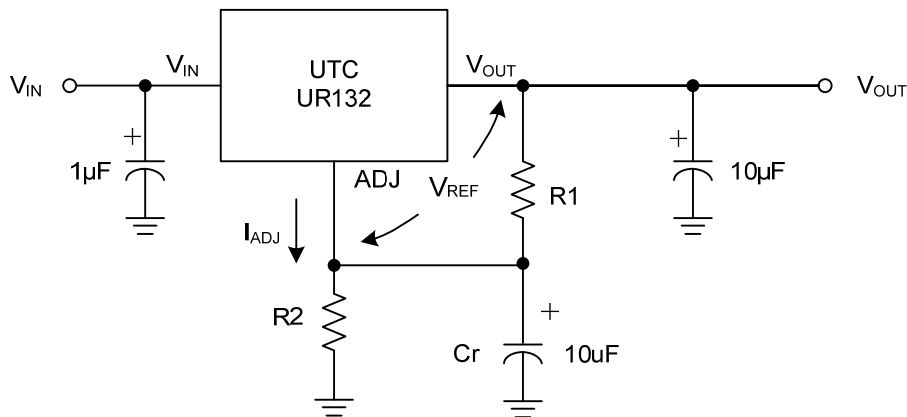 UTC
UR132
VIN
VIN
VOUT
VOUT
+
1µF
ADJ
VREF
R1
+
10µF
IADJ
R2
+
Cr
10uF